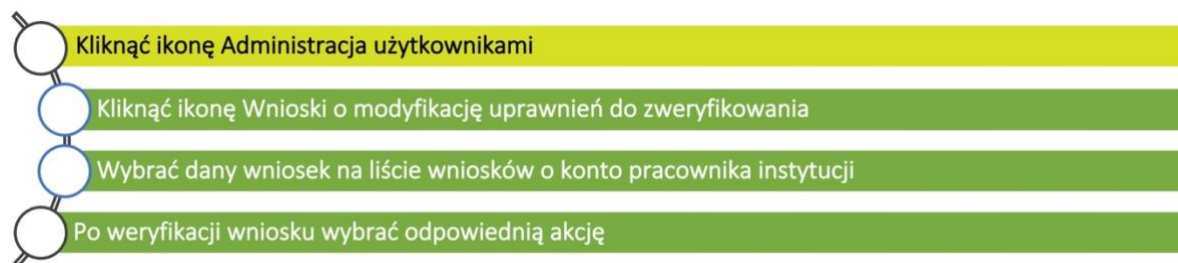 Kliknąć ikonę Administracja użytkownikami
Kliknąć ikonę Wnioski o modyfikację uprawnień do zweryfikowania
Wybrać dany wniosek na liście wniosków o konto pracownika instytucji
Po weryfikacji wniosku wybrać odpowiednią akcję